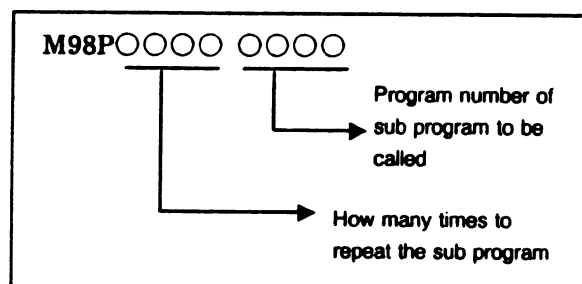 M98P○○○○ ○○○○
Program number of
sub program to be
called
How many times to
repeat the sub program